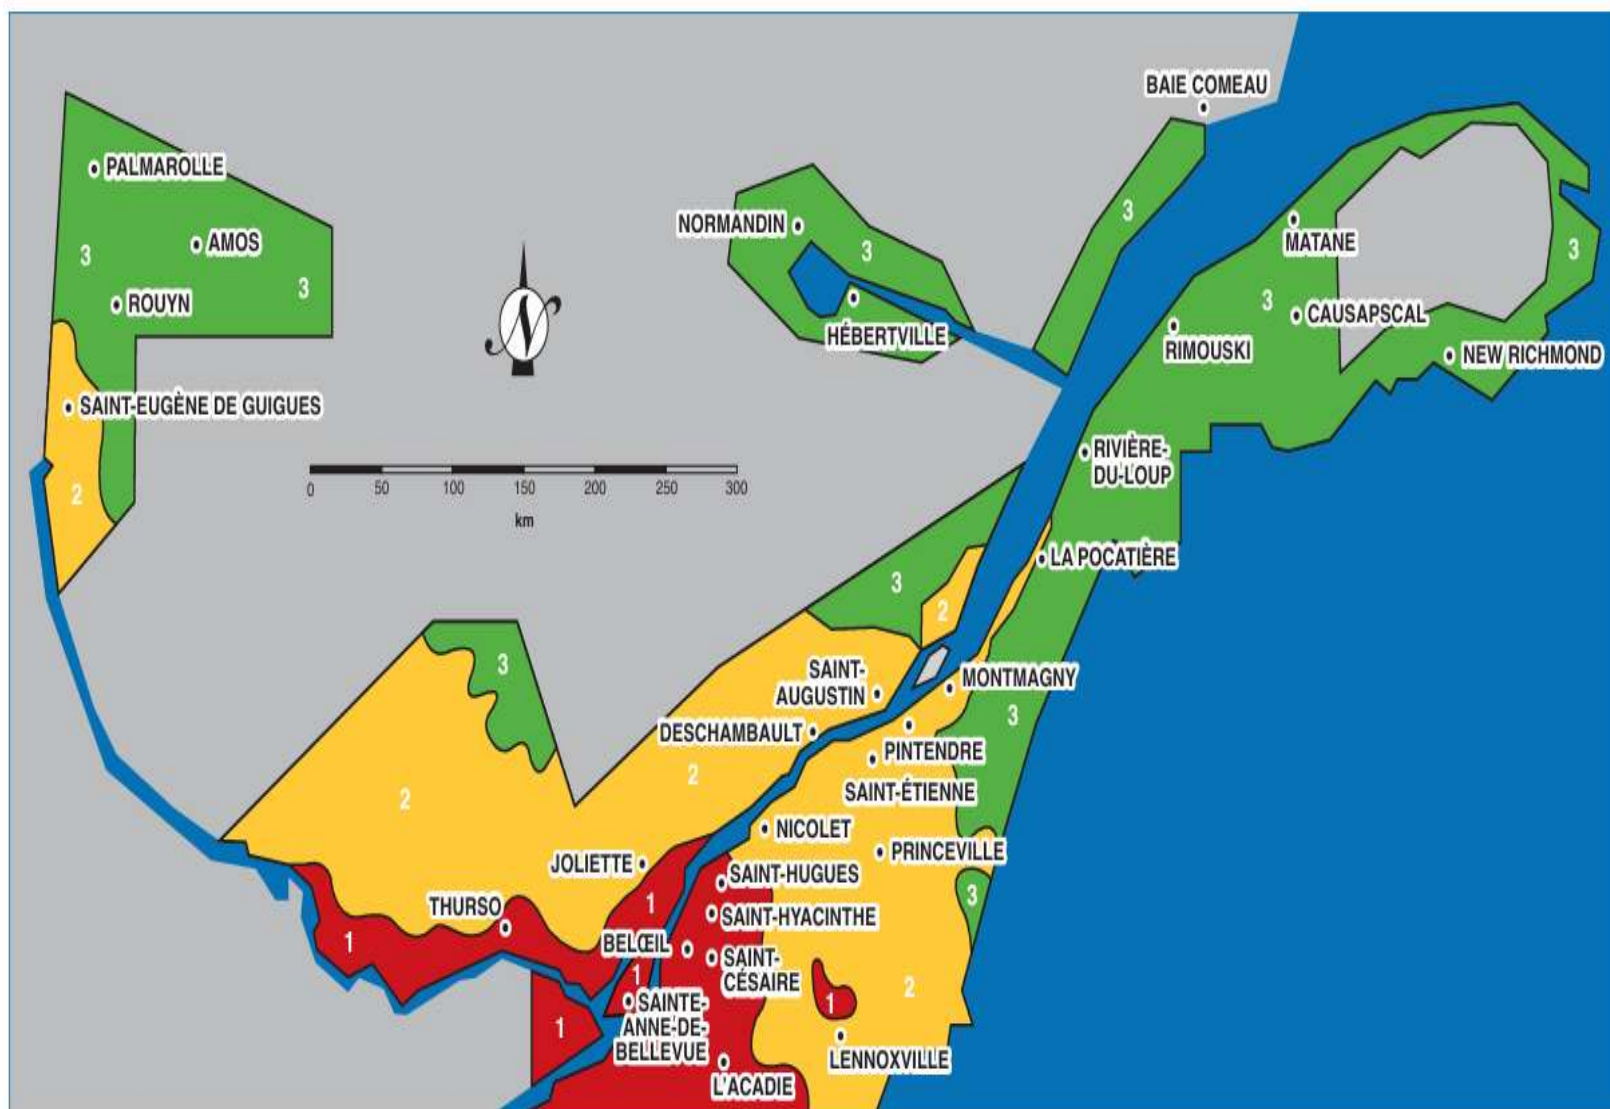 BAIE COMEAU
PALMAROLLE
3
NORMANDIN
AMOS
3
MATANE
3
3
3
3
ROUYN
HÉBERTVILLE
3
CAUSAPSCAL
RIMOUSKI
NEW RICHMOND
N
SAINT-EUGÈNE DE GUIGUES
RIVIÈRE-
DU-LOUP
2
0 50 100 150 200 250 300
km
LA POCATIÈRE
3
2
3
SAINT-
AUGUSTIN
MONTMAGNY
3
DESCHAMBAULT
PINTENDRE
2
2
SAINT-ÉTIENNE
NICOLET
PRINCEVILLE
JOLIETTE
SAINT-HUGUES
3
THURSO
1
SAINT-HYACINTHE
1
BELŒIL
SAINT-
CÉSAIRE
1
2
1
SAINTE-
ANNE-DE-
BELLEVUE
1
LENNOXVILLE
L'ACADIE